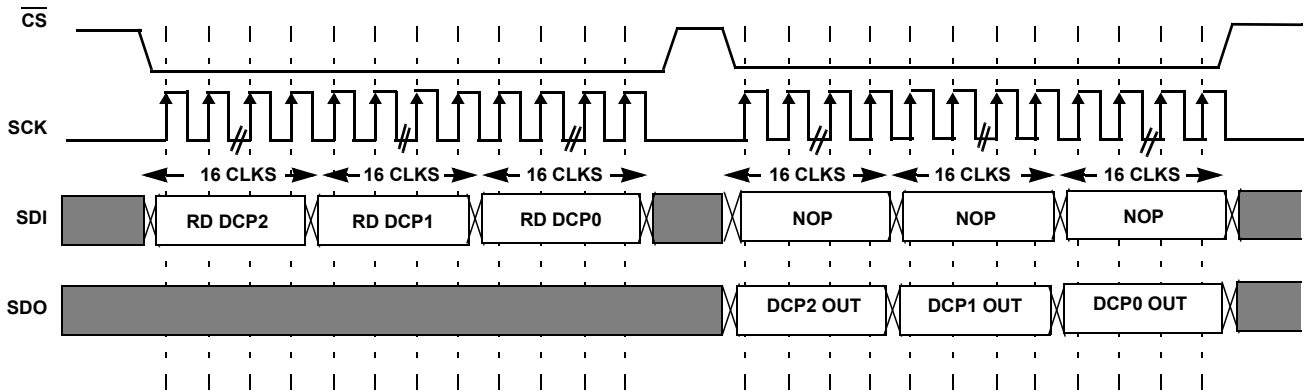 CS
SCK
16 CLKS 16 CLKS 16 CLKS 16 CLKS 16 CLKS 16 CLKS
SDI RD DCP2 RD DCP1 RD DCP0 NOP NOP NOP
SDO DCP2 OUT DCP1 OUT DCP0 OUT